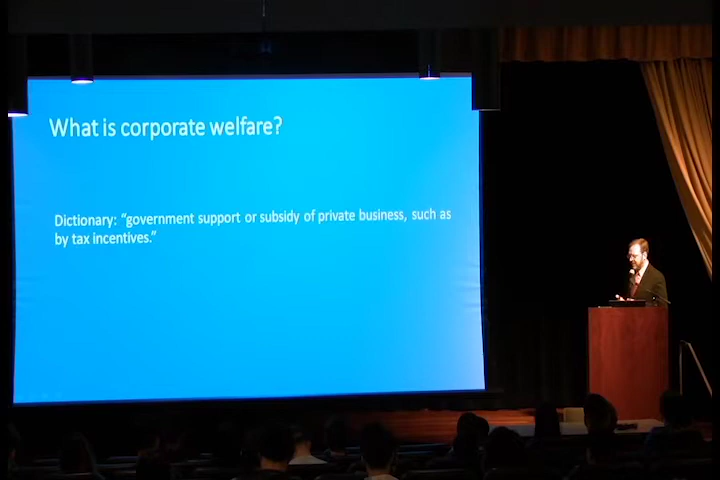 What is corporate welfare?
Dictionary: “government support or subsidy of private business, such as
by tax incentives.”